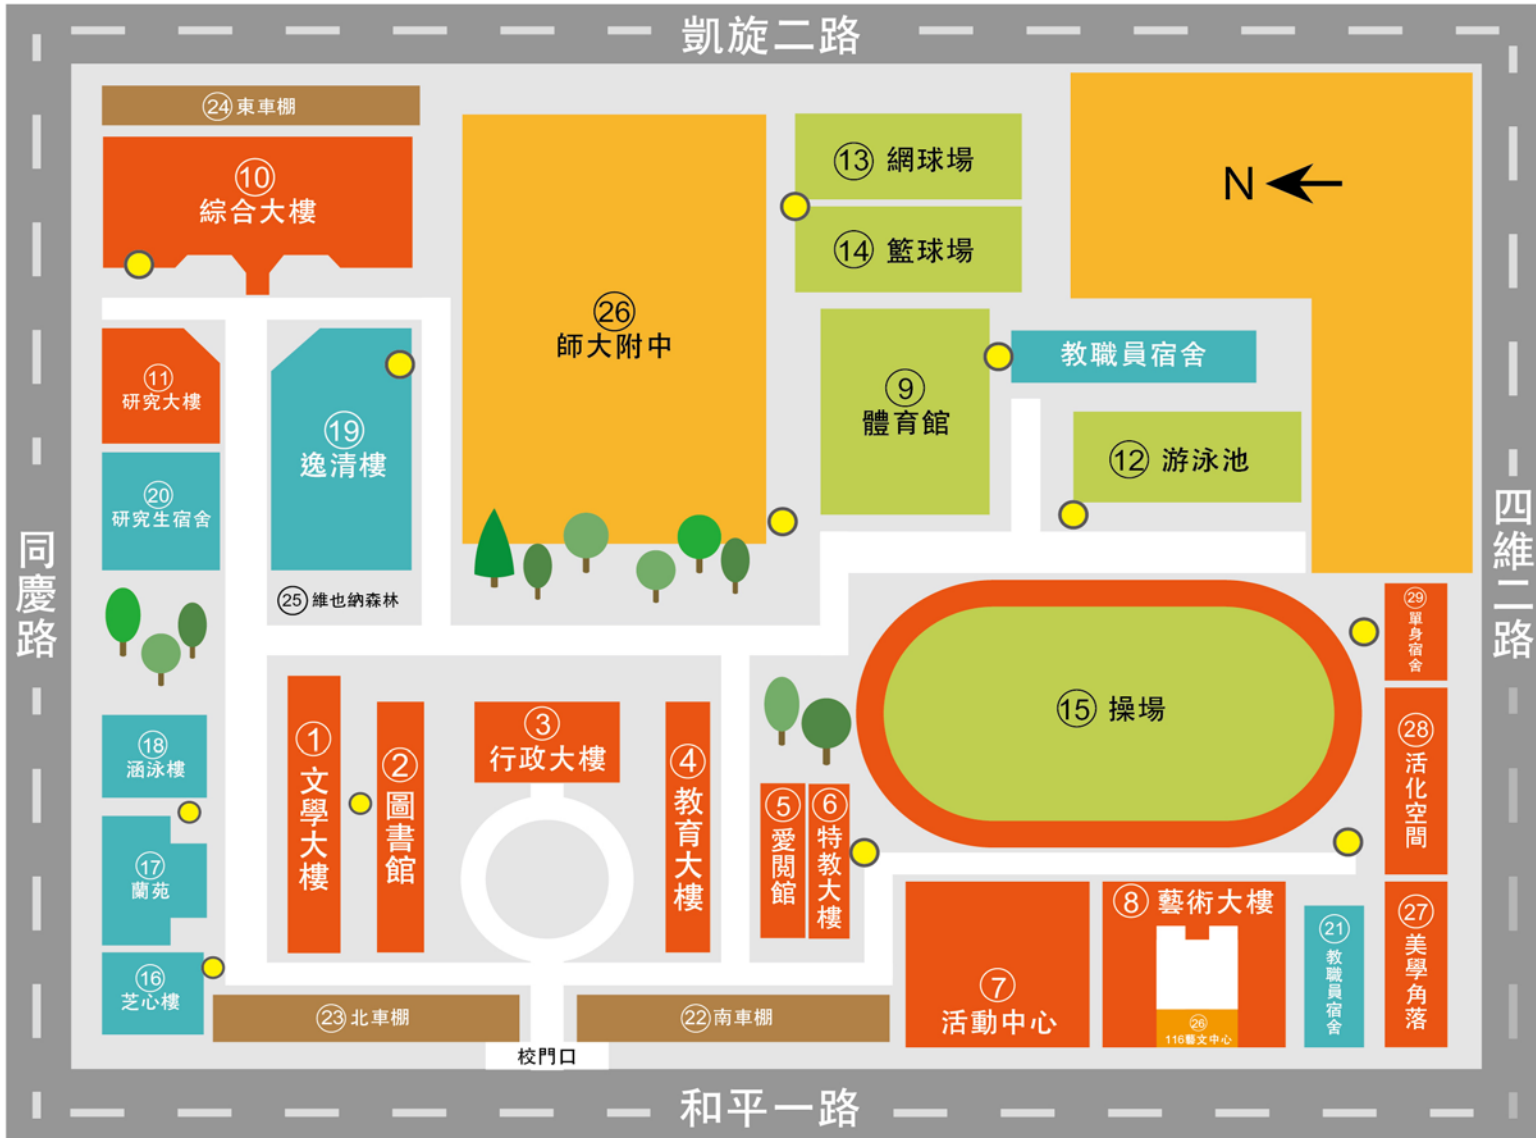 凱旋二路
24 東車棚
10
綜合大樓
13 網球場
14 籃球場
N
26
師大附中
11
研究大樓
19
逸清樓
9
體育館
教職員宿舍
12 游泳池
20
研究生宿舍
25 維也納森林
同慶路
四維二路
29
單身宿舍
15 操場
28
活化空間
18
涵泳樓
1
文學大樓
2
圖書館
3
行政大樓
4
教育大樓
5
愛閱館
6
特教大樓
17
蘭苑
8 藝術大樓
27
美學角落
21
教職員宿舍
16
芝心樓
7
活動中心
23 北車棚
22 南車棚
26
116藝文中心
校門口
和平一路